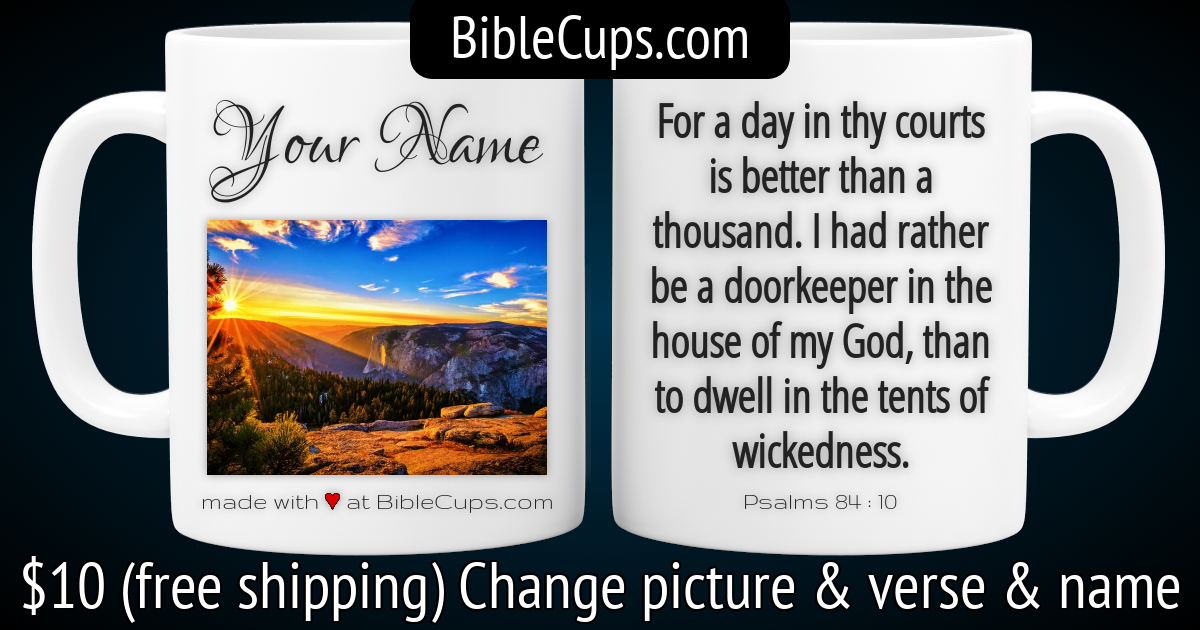 BibleCups.com
Your Name
made with ♥ at BibleCups.com
For a day in thy courts
is better than a
thousand. I had rather
be a doorkeeper in the
house of my God, than
to dwell in the tents of
wickedness.
Psalms 84 : 10
$10 (free shipping) Change picture & verse & name